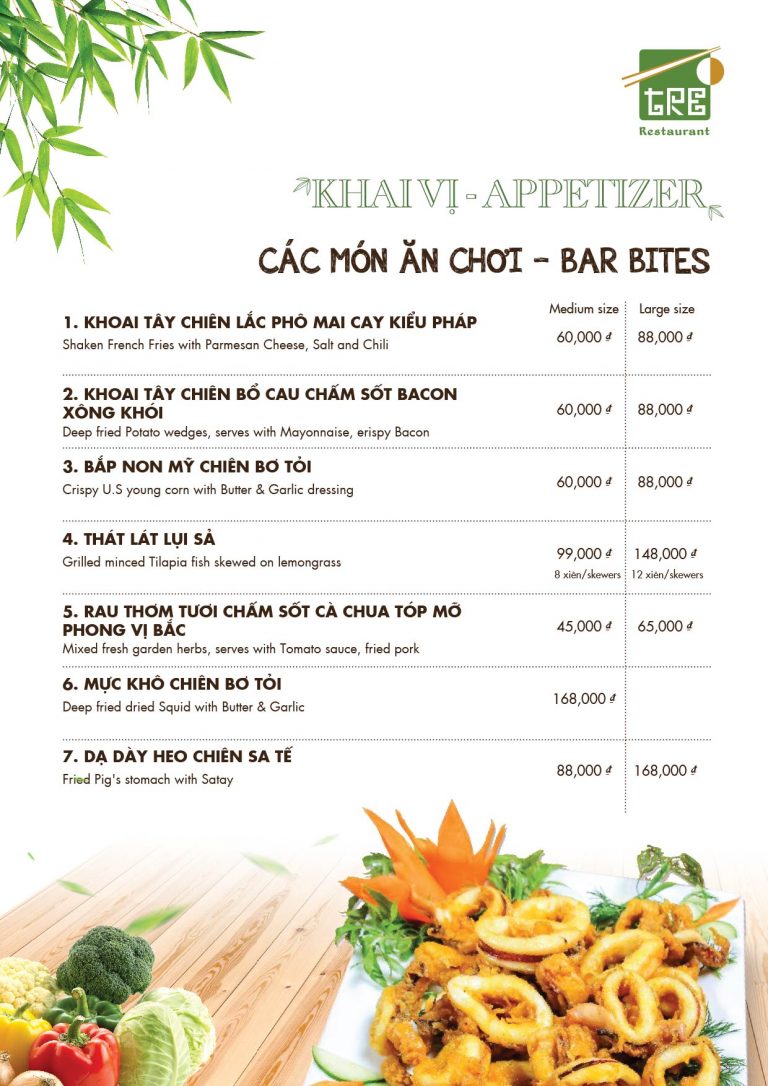 tRE
Restaurant
KHAI VỊ - APPETIZER
CÁC MÓN ĂN CHƠI - BAR BITES
Medium size Large size
1. KHOAI TÂY CHIÊN LẮC PHÔ MAI CAY KIỂU PHÁP
Shaken French Fries with Parmesan Cheese, Salt and Chili
60,000 ₫ 88,000 ₫
2. KHOAI TÂY CHIÊN BỔ CAU CHẤM SỐT BACON
XÔNG KHÓI
Deep fried Potato wedges, serves with Mayonnaise, erispy Bacon
60,000 ₫ 88,000 ₫
3. BẮP NON MỸ CHIÊN BƠ TỎI
Crispy U.S young corn with Butter & Garlic dressing
60,000 ₫ 88,000 ₫
4. THÁT LÁT LỤI SẢ
Grilled minced Tilapia fish skewed on lemongrass
99,000 ₫ 148,000 ₫
8 xiên/skewers 12 xiên/skewers
5. RAU THƠM TƯƠI CHẤM SỐT CÀ CHUA TÓP MỠ
PHONG VỊ BẮC
Mixed fresh garden herbs, serves with Tomato sauce, fried pork
45,000 ₫ 65,000 ₫
6. MỰC KHÔ CHIÊN BƠ TỎI
Deep fried dried Squid with Butter & Garlic
168,000 ₫
7. DẠ DÀY HEO CHIÊN SA TẾ
Fried Pig's stomach with Satay
88,000 ₫ 168,000 ₫